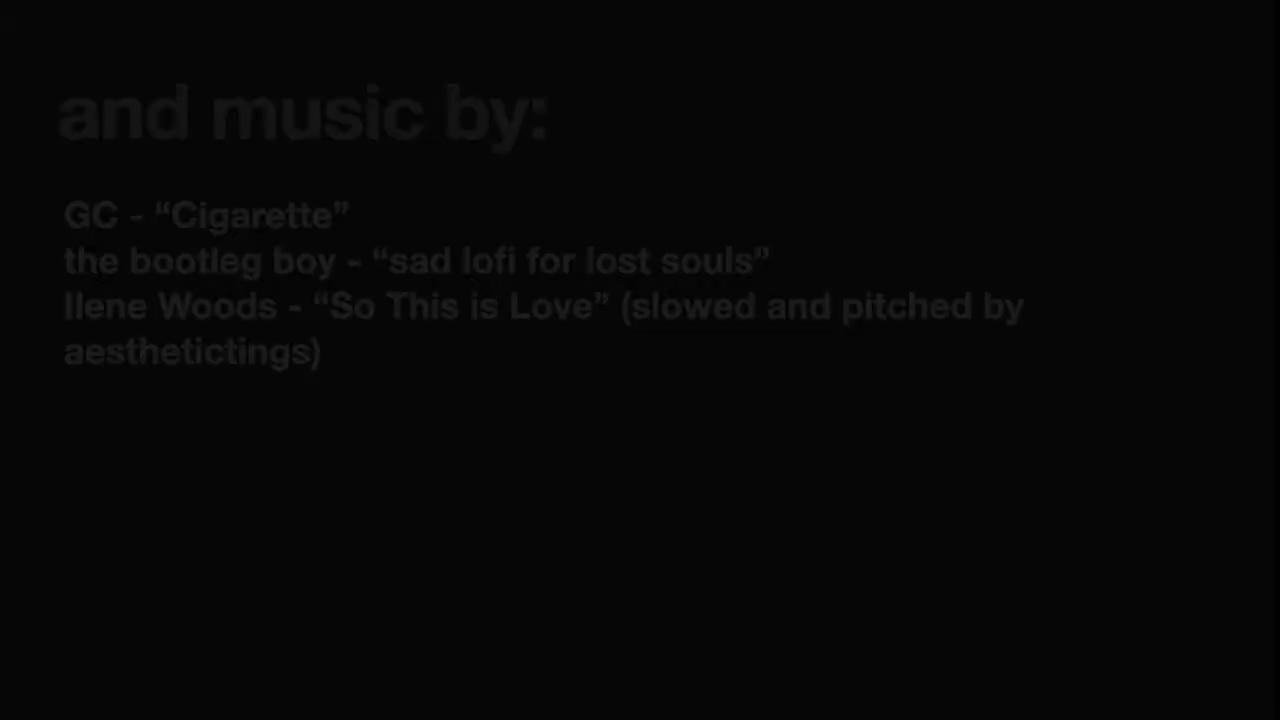 and music by:
GC - “Cigarette”
the bootleg boy - “sad lofi for lost souls”
Ilene Woods - “So This is Love” (slowed and pitched by
aesthetictings)